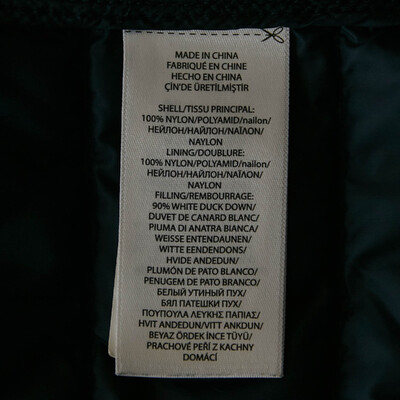 MADE IN CHINA
FABRIQUÉ EN CHINE
HECHO EN CHINA
ÇİN'DE ÜRETİLMİŞTİR
SHELL/TISSU PRINCIPAL:
100% NYLON/POLYAMID/nailon/
НЕЙЛОН/НАЙЛОН/ΝΑΪΛΟΝ/
NAYLON
LINING/DOUBLURE:
100% NYLON/POLYAMID/nailon/
НЕЙЛОН/НАЙЛОН/ΝΑΪΛΟΝ/
NAYLON
FILLING/REMBOURRAGE:
90% WHITE DUCK DOWN/
DUVET DE CANARD BLANC/
PIUMA DI ANATRA BIANCA/
WEISSE ENTENDAUNEN/
WITTE EENDENDONS/
HVIDE ANDEDUN/
PLUMÓN DE PATO BLANCO/
PENUGEM DE PATO BRANCO/
БЕЛЫЙ УТИНЫЙ ПУХ/
БЯЛ ПАТЕШКИ ПУХ/
ΠΟΥΠΟΥΛΑ ΛΕΥΚΗΣ ΠΑΠΙΑΣ/
HVIT ANDEDUN/VITT ANKDUN/
BEYAZ ÖRDEK İNCE TÜYÜ/
PRACHOVÉ PEŘÍ Z KACHNY
DOMÁCÍ